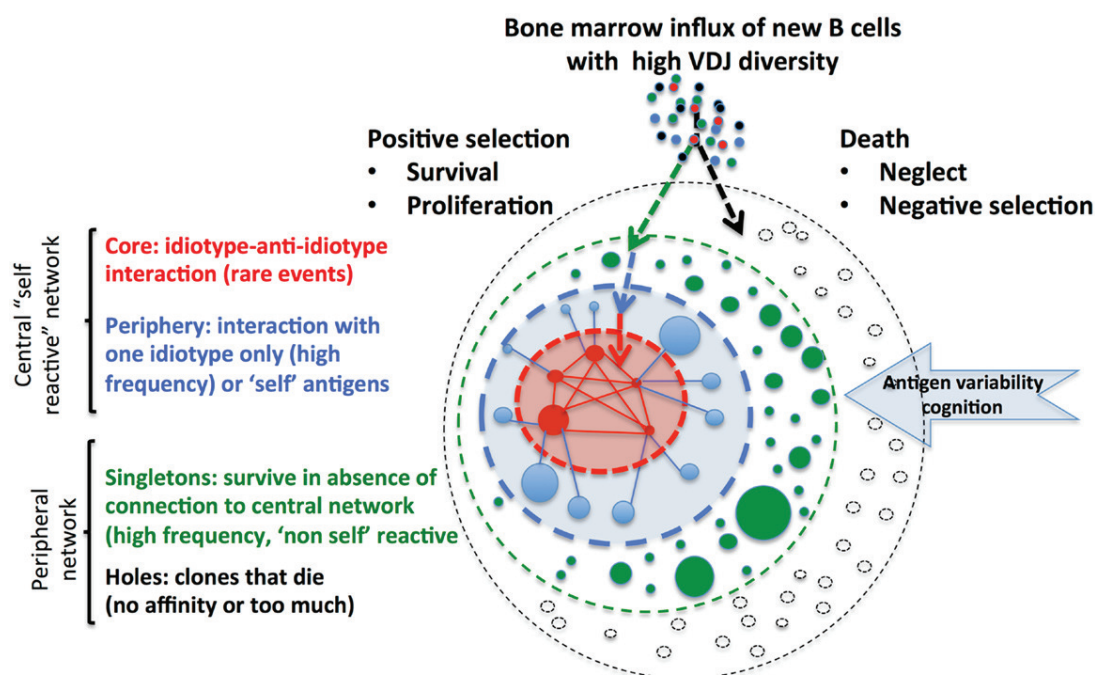 Bone marrow influx of new B cells
with high VDJ diversity
Positive selection
• Survival
• Proliferation
Death
• Neglect
• Negative selection
Central “self
reactive” network
Core: idiotype-anti-idiotype
interaction (rare events)
Periphery: interaction with
one idiotype only (high
frequency) or ‘self’ antigens
Antigen variability
cognition
Peripheral
network
Singletons: survive in absence of
connection to central network
(high frequency, ‘non self’ reactive
Holes: clones that die
(no affinity or too much)